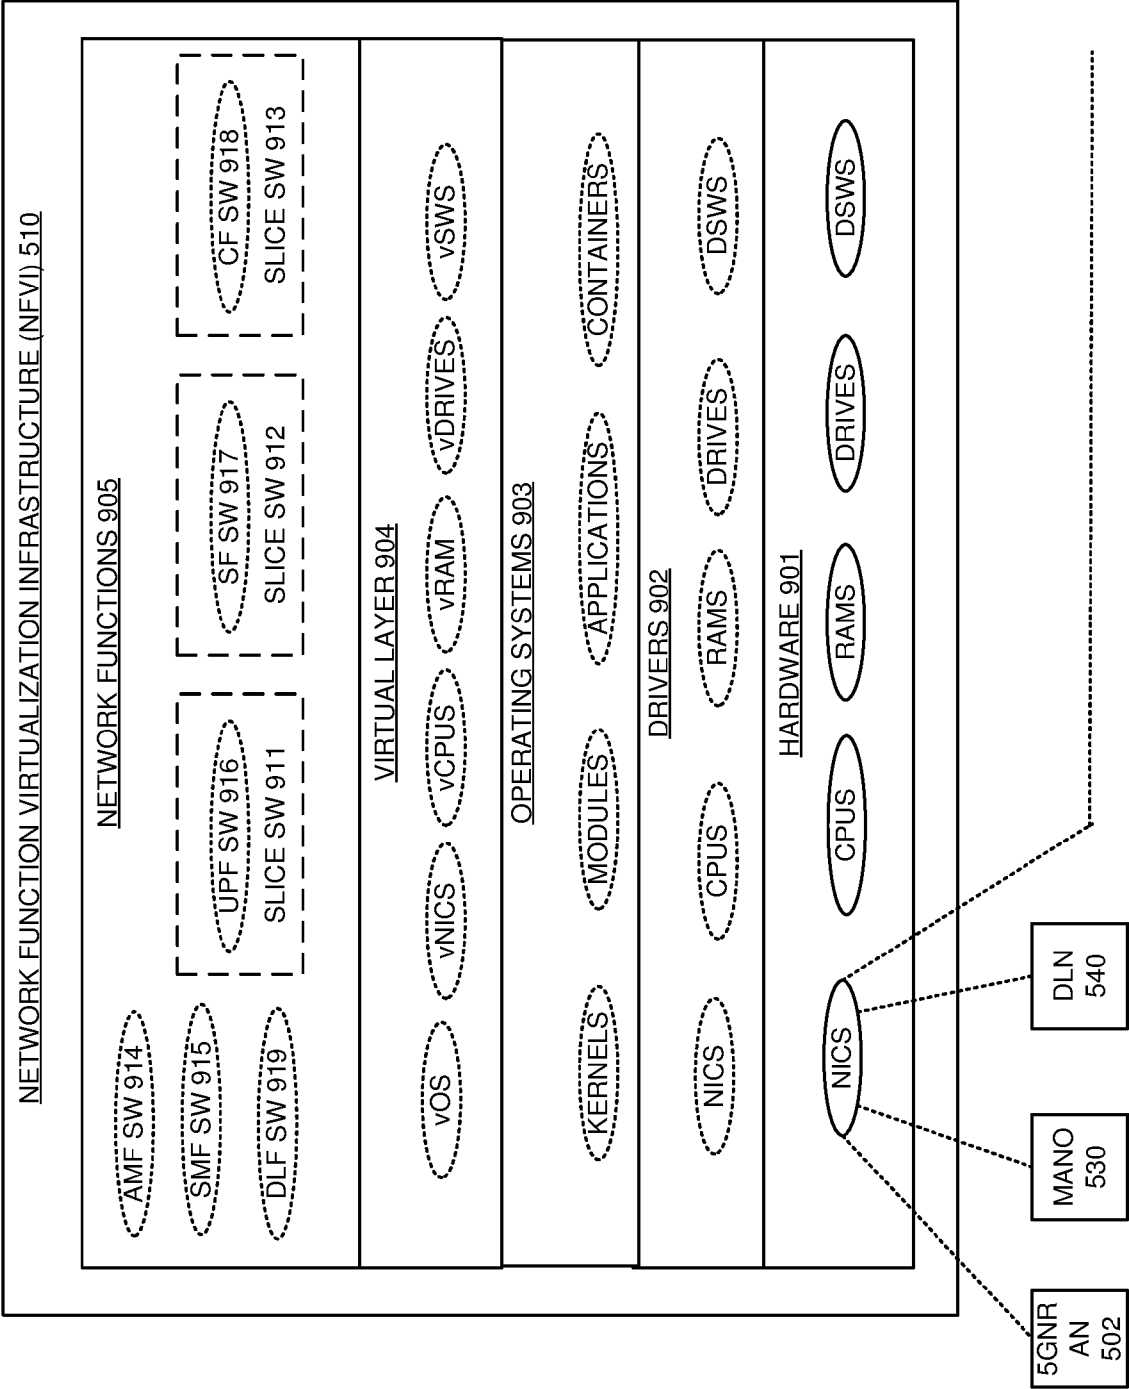 NETWORK FUNCTION VIRTUALIZATION INFRASTRUCTURE (NFVI) 510
NETWORK FUNCTIONS 905
AMF SW 914
SMF SW 915
DLF SW 919
UPF SW 916
SLICE SW 911
SF SW 917
SLICE SW 912
CF SW 918
SLICE SW 913
VIRTUAL LAYER 904
vOS
vNICS
vCPUS
vRAM
vDRIVES
vSWS
OPERATING SYSTEMS 903
KERNELS
MODULES
APPLICATIONS
CONTAINERS
DRIVERS 902
NICS
CPUS
RAMS
DRIVES
DSWS
HARDWARE 901
NICS
CPUS
RAMS
DRIVES
DSWS
5GNR
AN
502
MANO
530
DLN
540